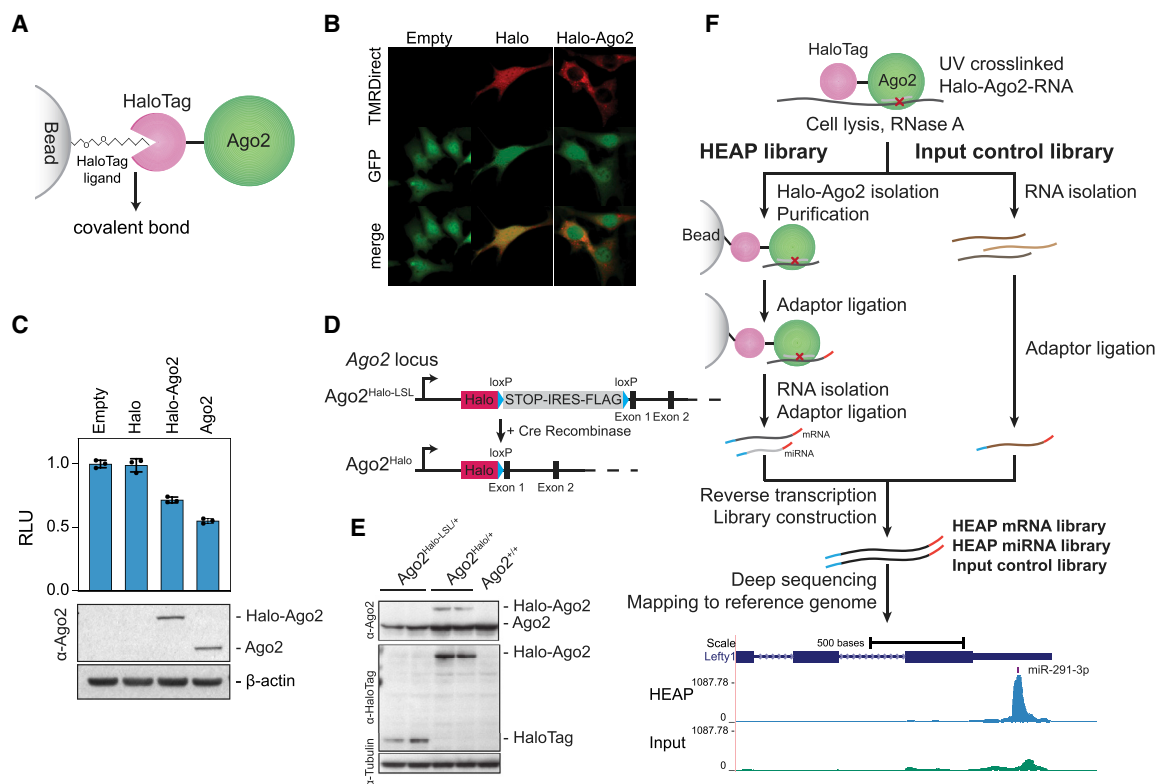 A
Bead
HaloTag
Ago2
HaloTag
ligand
covalent bond
B
Empty
Halo
Halo-Ago2
TMRDirect
GFP
merge
C
Empty
Halo
Halo-Ago2
Ago2
RLU
1.0
0.5
0.0
α-Ago2
- Halo-Ago2
- Ago2
- β-actin
D
Ago2 locus
Ago2Halo-LSL
loxP
loxP
Halo
STOP-IRES-FLAG
Exon 1
Exon 2
+ Cre Recombinase
Ago2Halo
loxP
Halo
Exon 1
Exon 2
E
Ago2Halo-LSL/+
Ago2Halo/+
Ago2+/+
α-Ago2
- Halo-Ago2
- Ago2
α-HaloTag
- Halo-Ago2
- HaloTag
α-Tubulin
F
HaloTag
Ago2
UV crosslinked
Halo-Ago2-RNA
Cell lysis, RNase A
HEAP library
Input control library
Halo-Ago2 isolation
Purification
RNA isolation
Bead
Adaptor ligation
Adaptor ligation
RNA isolation
Adaptor ligation
mRNA
miRNA
Reverse transcription
Library construction
HEAP mRNA library
HEAP miRNA library
Input control library
Deep sequencing
Mapping to reference genome
Scale
500 bases
Lefty1
miR-291-3p
HEAP
1087.78
0
Input
1087.78
0